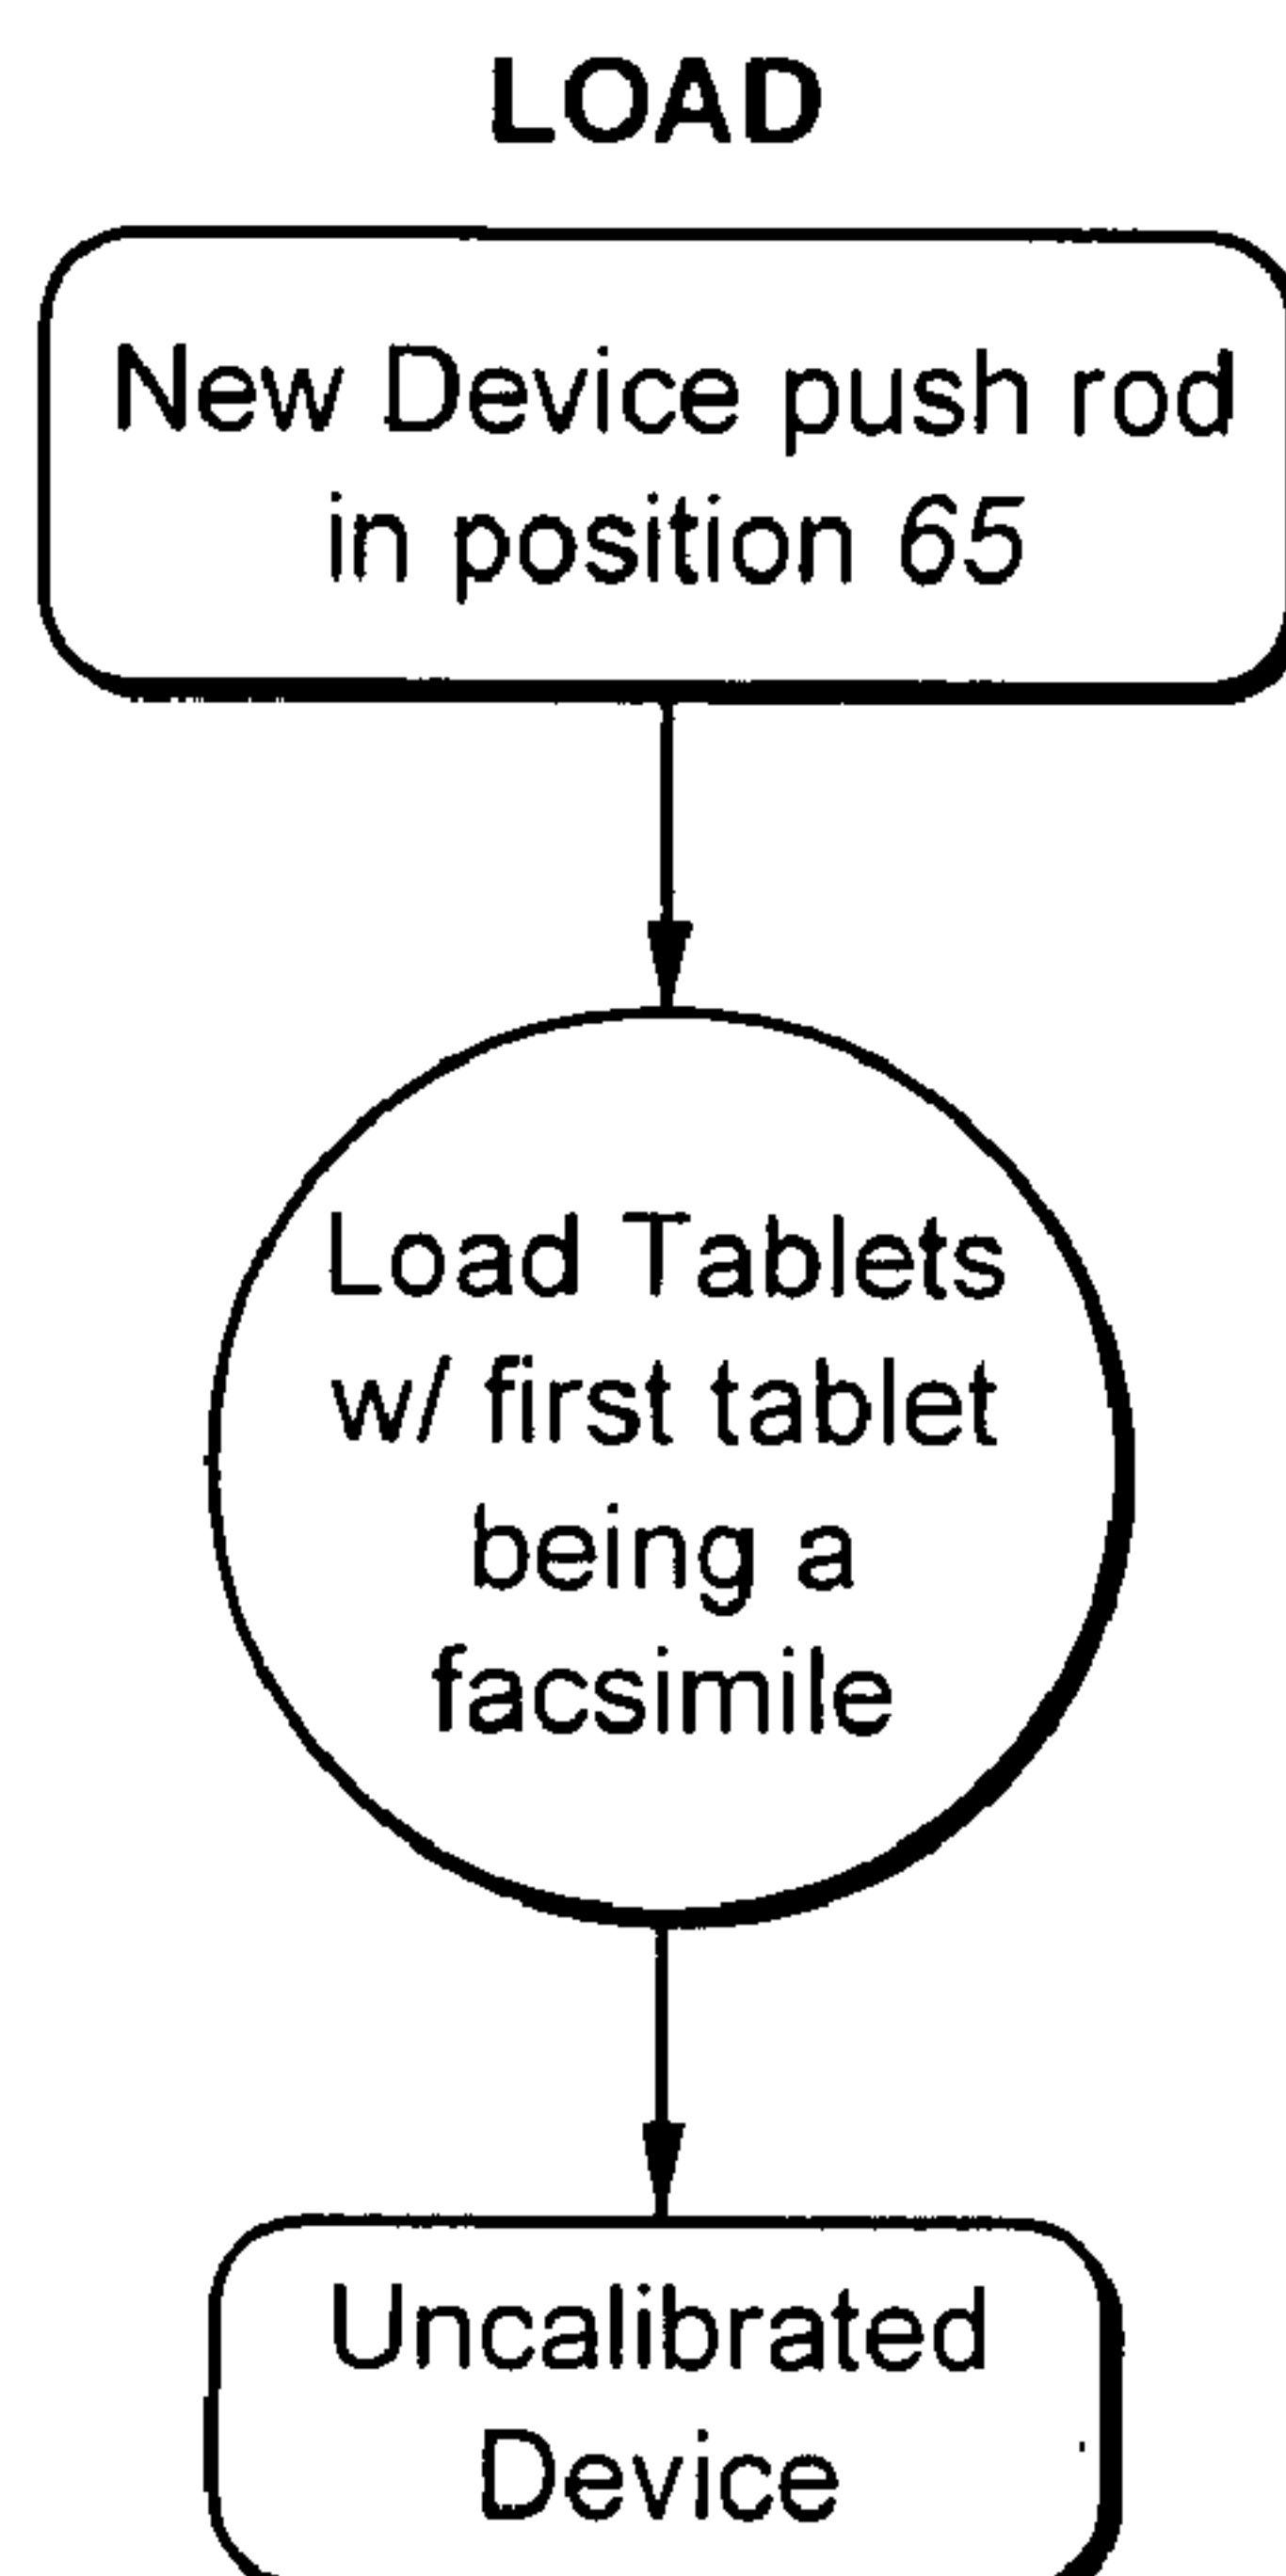 LOAD
New Device push rod
in position 65
Load Tablets
w/ first tablet
being a
facsimile
Uncalibrated
Device